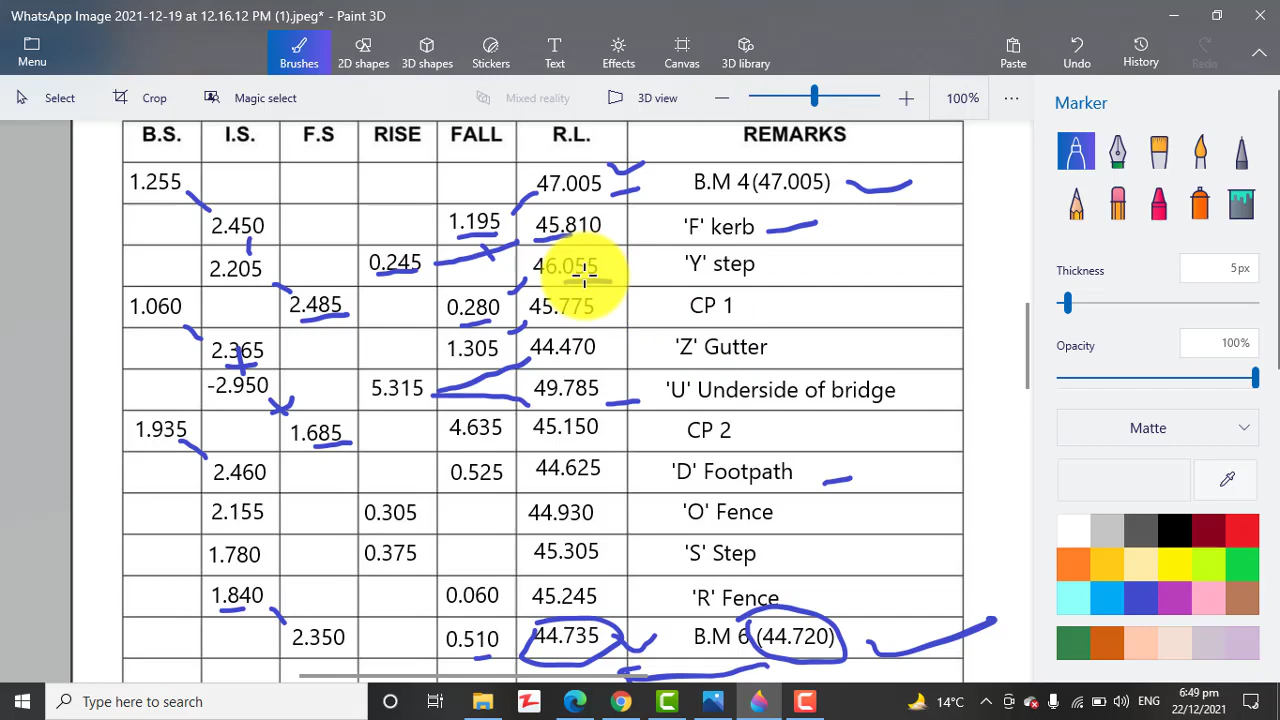 WhatsApp Image 2021-12-19 at 12.16.12 PM (1).jpeg* - Paint 3D
Menu Brushes 2D shapes 3D shapes Stickers Text Effects Canvas 3D library Paste Undo History Redo
Select Crop Magic select Mixed reality 3D view 100%
B.S. I.S. F.S RISE FALL R.L. REMARKS
1.255 47.005 B.M 4(47.005)
2.450 1.195 45.810 'F' kerb
2.205 0.245 46.055 'Y' step
1.060 2.485 0.280 45.775 CP 1
2.365 1.305 44.470 'Z' Gutter
-2.950 5.315 49.785 'U' Underside of bridge
1.935 1.685 4.635 45.150 CP 2
2.460 0.525 44.625 'D' Footpath
2.155 0.305 44.930 'O' Fence
1.780 0.375 45.305 'S' Step
1.840 0.060 45.245 'R' Fence
2.350 0.510 44.735 B.M 6 (44.720)
Marker
Thickness 5px
Opacity 100%
Matte
Type here to search
14°C ENG
6:49 pm
22/12/2021